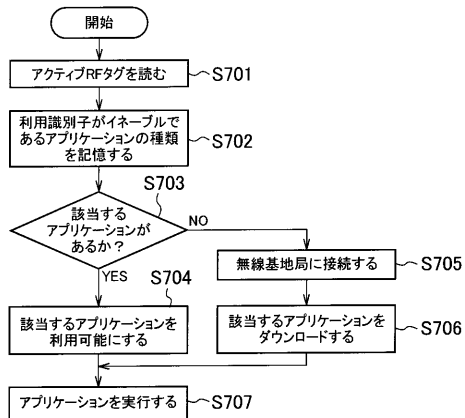 開始
アクティブRFタグを読む
S701
利用識別子がイネーブルで
あるアプリケーションの種類
を記憶する
S702
S703
該当する
アプリケーションが
あるか?
NO
YES
無線基地局に接続する
S705
S704
該当するアプリケーションを
利用可能にする
該当するアプリケーションを
ダウンロードする
S706
アプリケーションを実行する
S707